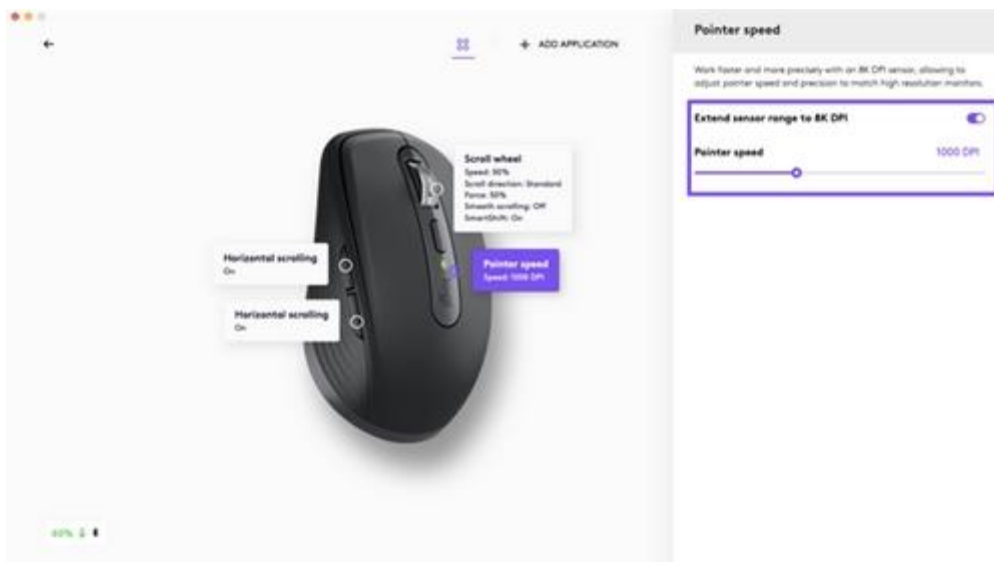 + ADD APPLICATION
Scroll wheel
Speed: 50%
Scroll direction: Standard
Force: 50%
Smooth scrolling: Off
SmartShift: On
Horizontal scrolling
On
Pointer speed
Speed: 1000 DPI
Horizontal scrolling
On
Pointer speed
Work faster and more precisely with an 8K DPI sensor, allowing to
adjust pointer speed and precision to match high resolution monitors.
Extend sensor range to 8K DPI
Pointer speed
1000 DPI